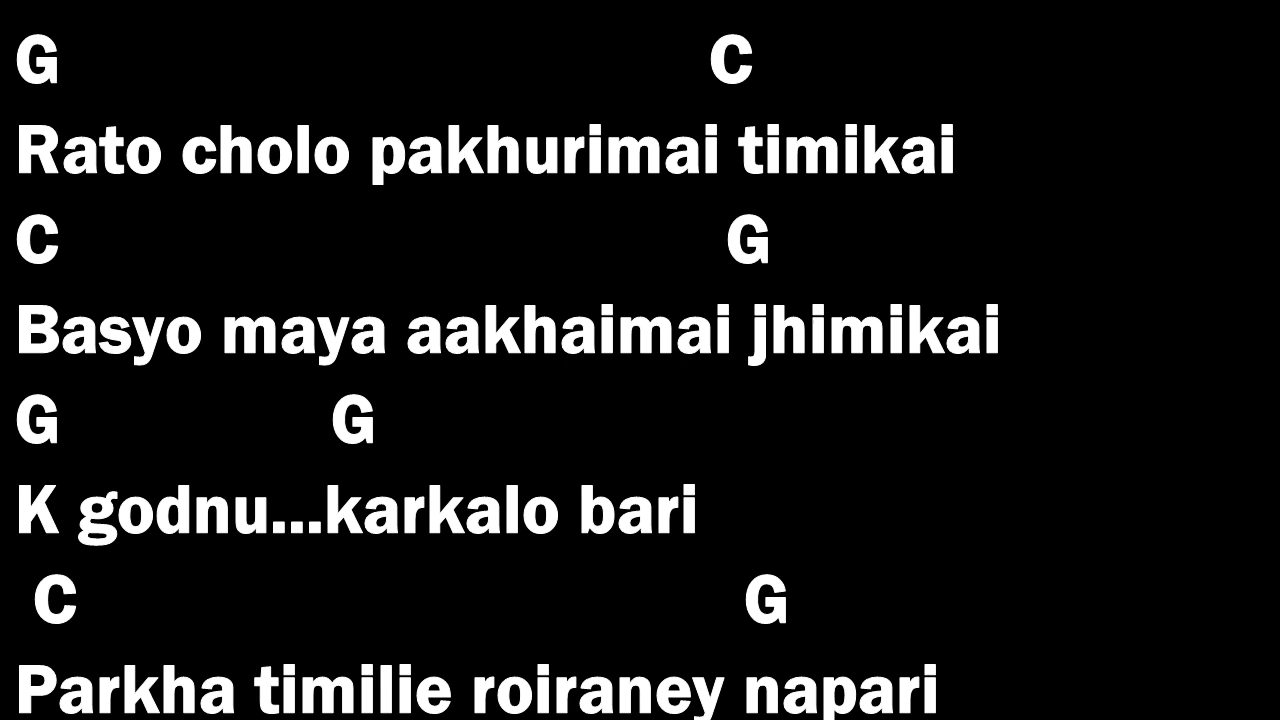 G C
Rato cholo pakhurimai timikai
C G
Basyo maya aakhaimai jhimikai
G G
K godnu...karkalo bari
C G
Parkha timilie roiraney napari